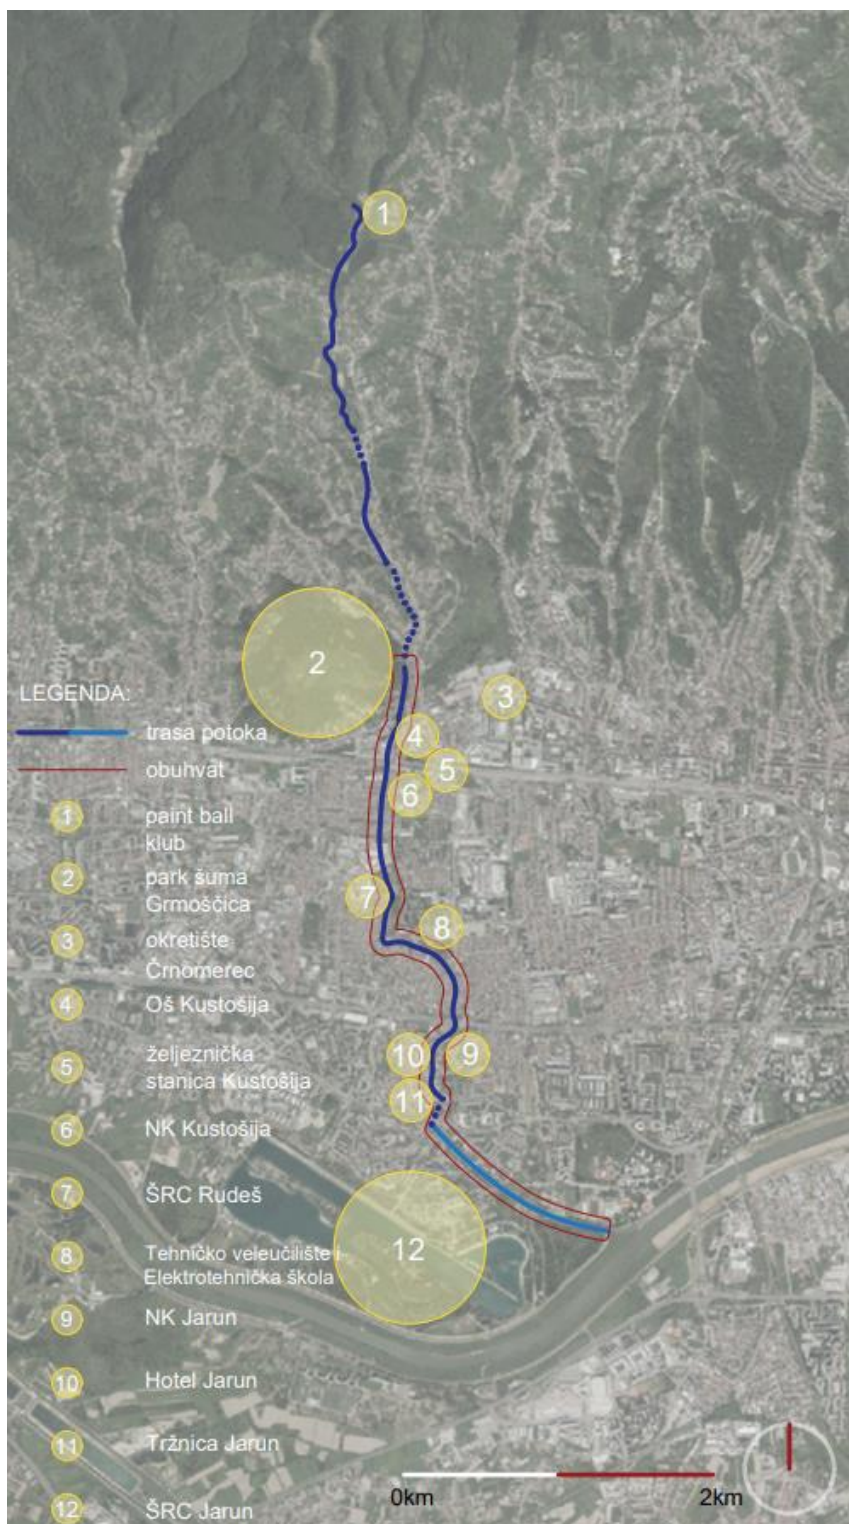 1
2
3
LEGENDA:
4
trasa potoka
5
obuhvat
6
1 paint ball
klub
2 park šuma
Grmoščica
7
8
3 okretište
Črnomerec
4 Oš Kustošija
10
9
5 željeznička
stanica Kustošija
11
6 NK Kustošija
7 ŠRC Rudeš
12
8 Tehničko veleučilište i
Elektrotehnička škola
9 NK Jarun
10 Hotel Jarun
11 Tržnica Jarun
0km
2km
12 ŠRC Jarun